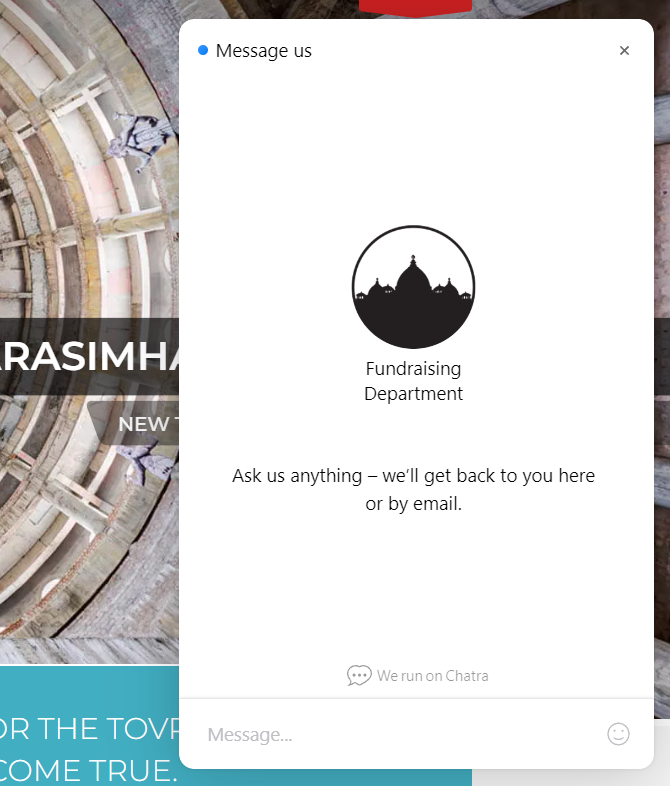 Message us
ARASIMHA
NEW T
Fundraising
Department
Ask us anything – we'll get back to you here
or by email.
We run on Chatra
Message...
OR THE TOVP
COME TRUE.